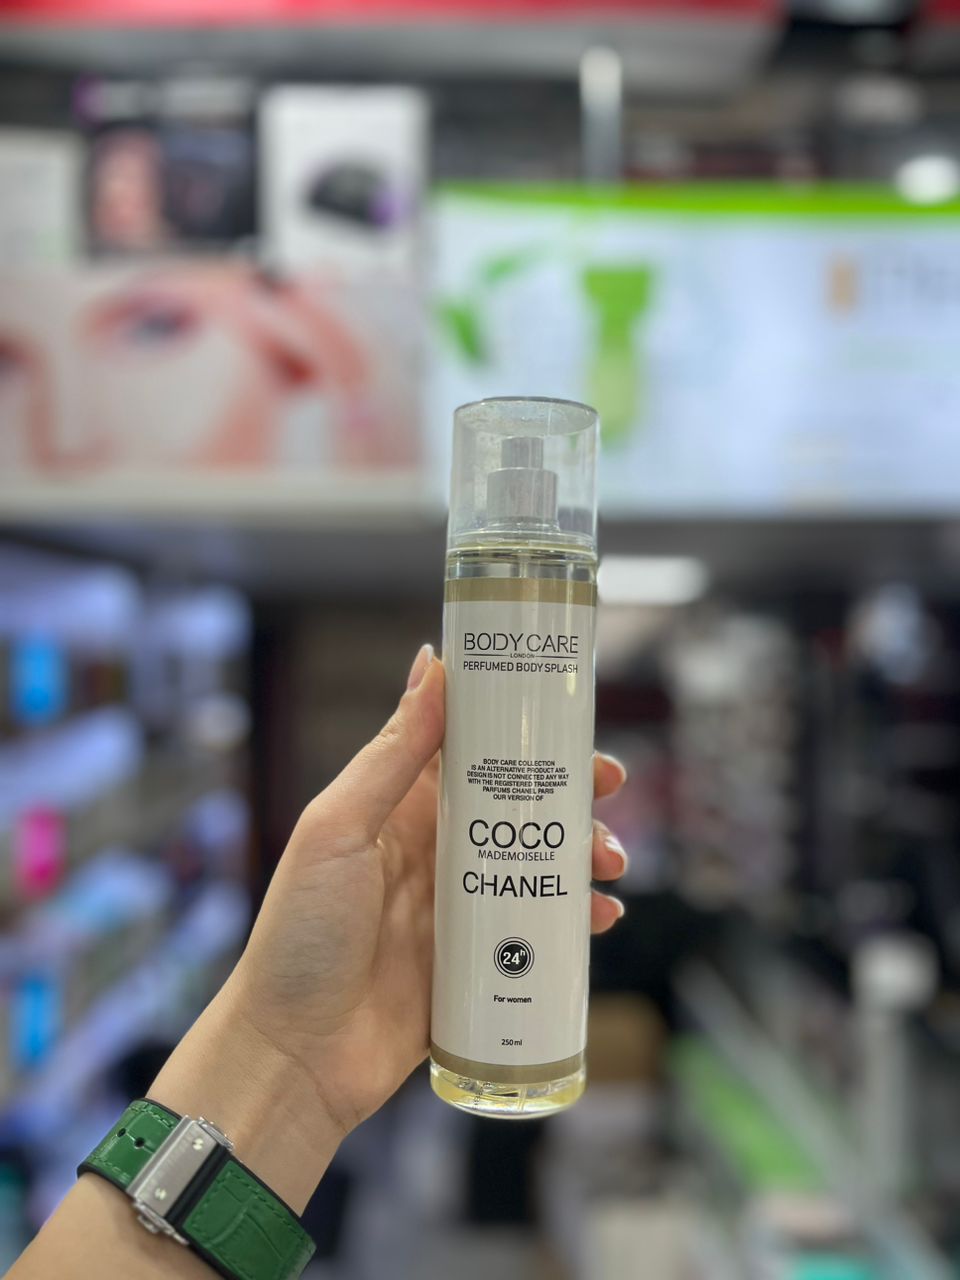 BODY CARE
LONDON
PERFUMED BODY SPLASH
BODY CARE COLLECTION
IS AN ALTERNATIVE PRODUCT AND
DESIGN IS NOT CONNECTED ANY WAY
WITH THE REGISTERED TRADEMARK
PARFUMS CHANEL PARIS
OUR VERSION OF
COCO
MADEMOISELLE
CHANEL
24h
For women
250 ml